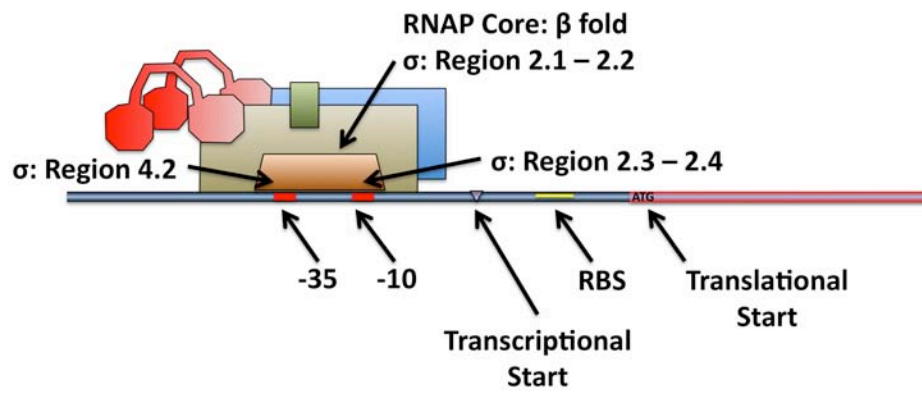 RNAP Core: β fold
σ: Region 2.1 – 2.2
σ: Region 4.2
σ: Region 2.3 – 2.4
ATG
-35
-10
RBS
Translational
Start
Transcriptional
Start